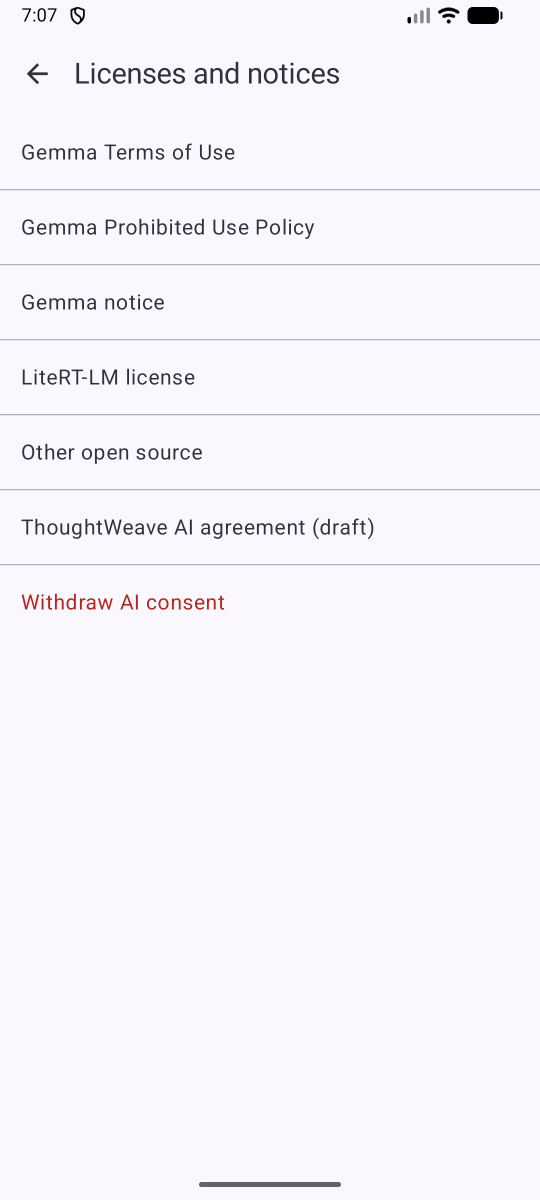 7:07
Licenses and notices
Gemma Terms of Use
Gemma Prohibited Use Policy
Gemma notice
LiteRT-LM license
Other open source
ThoughtWeave AI agreement (draft)
Withdraw AI consent